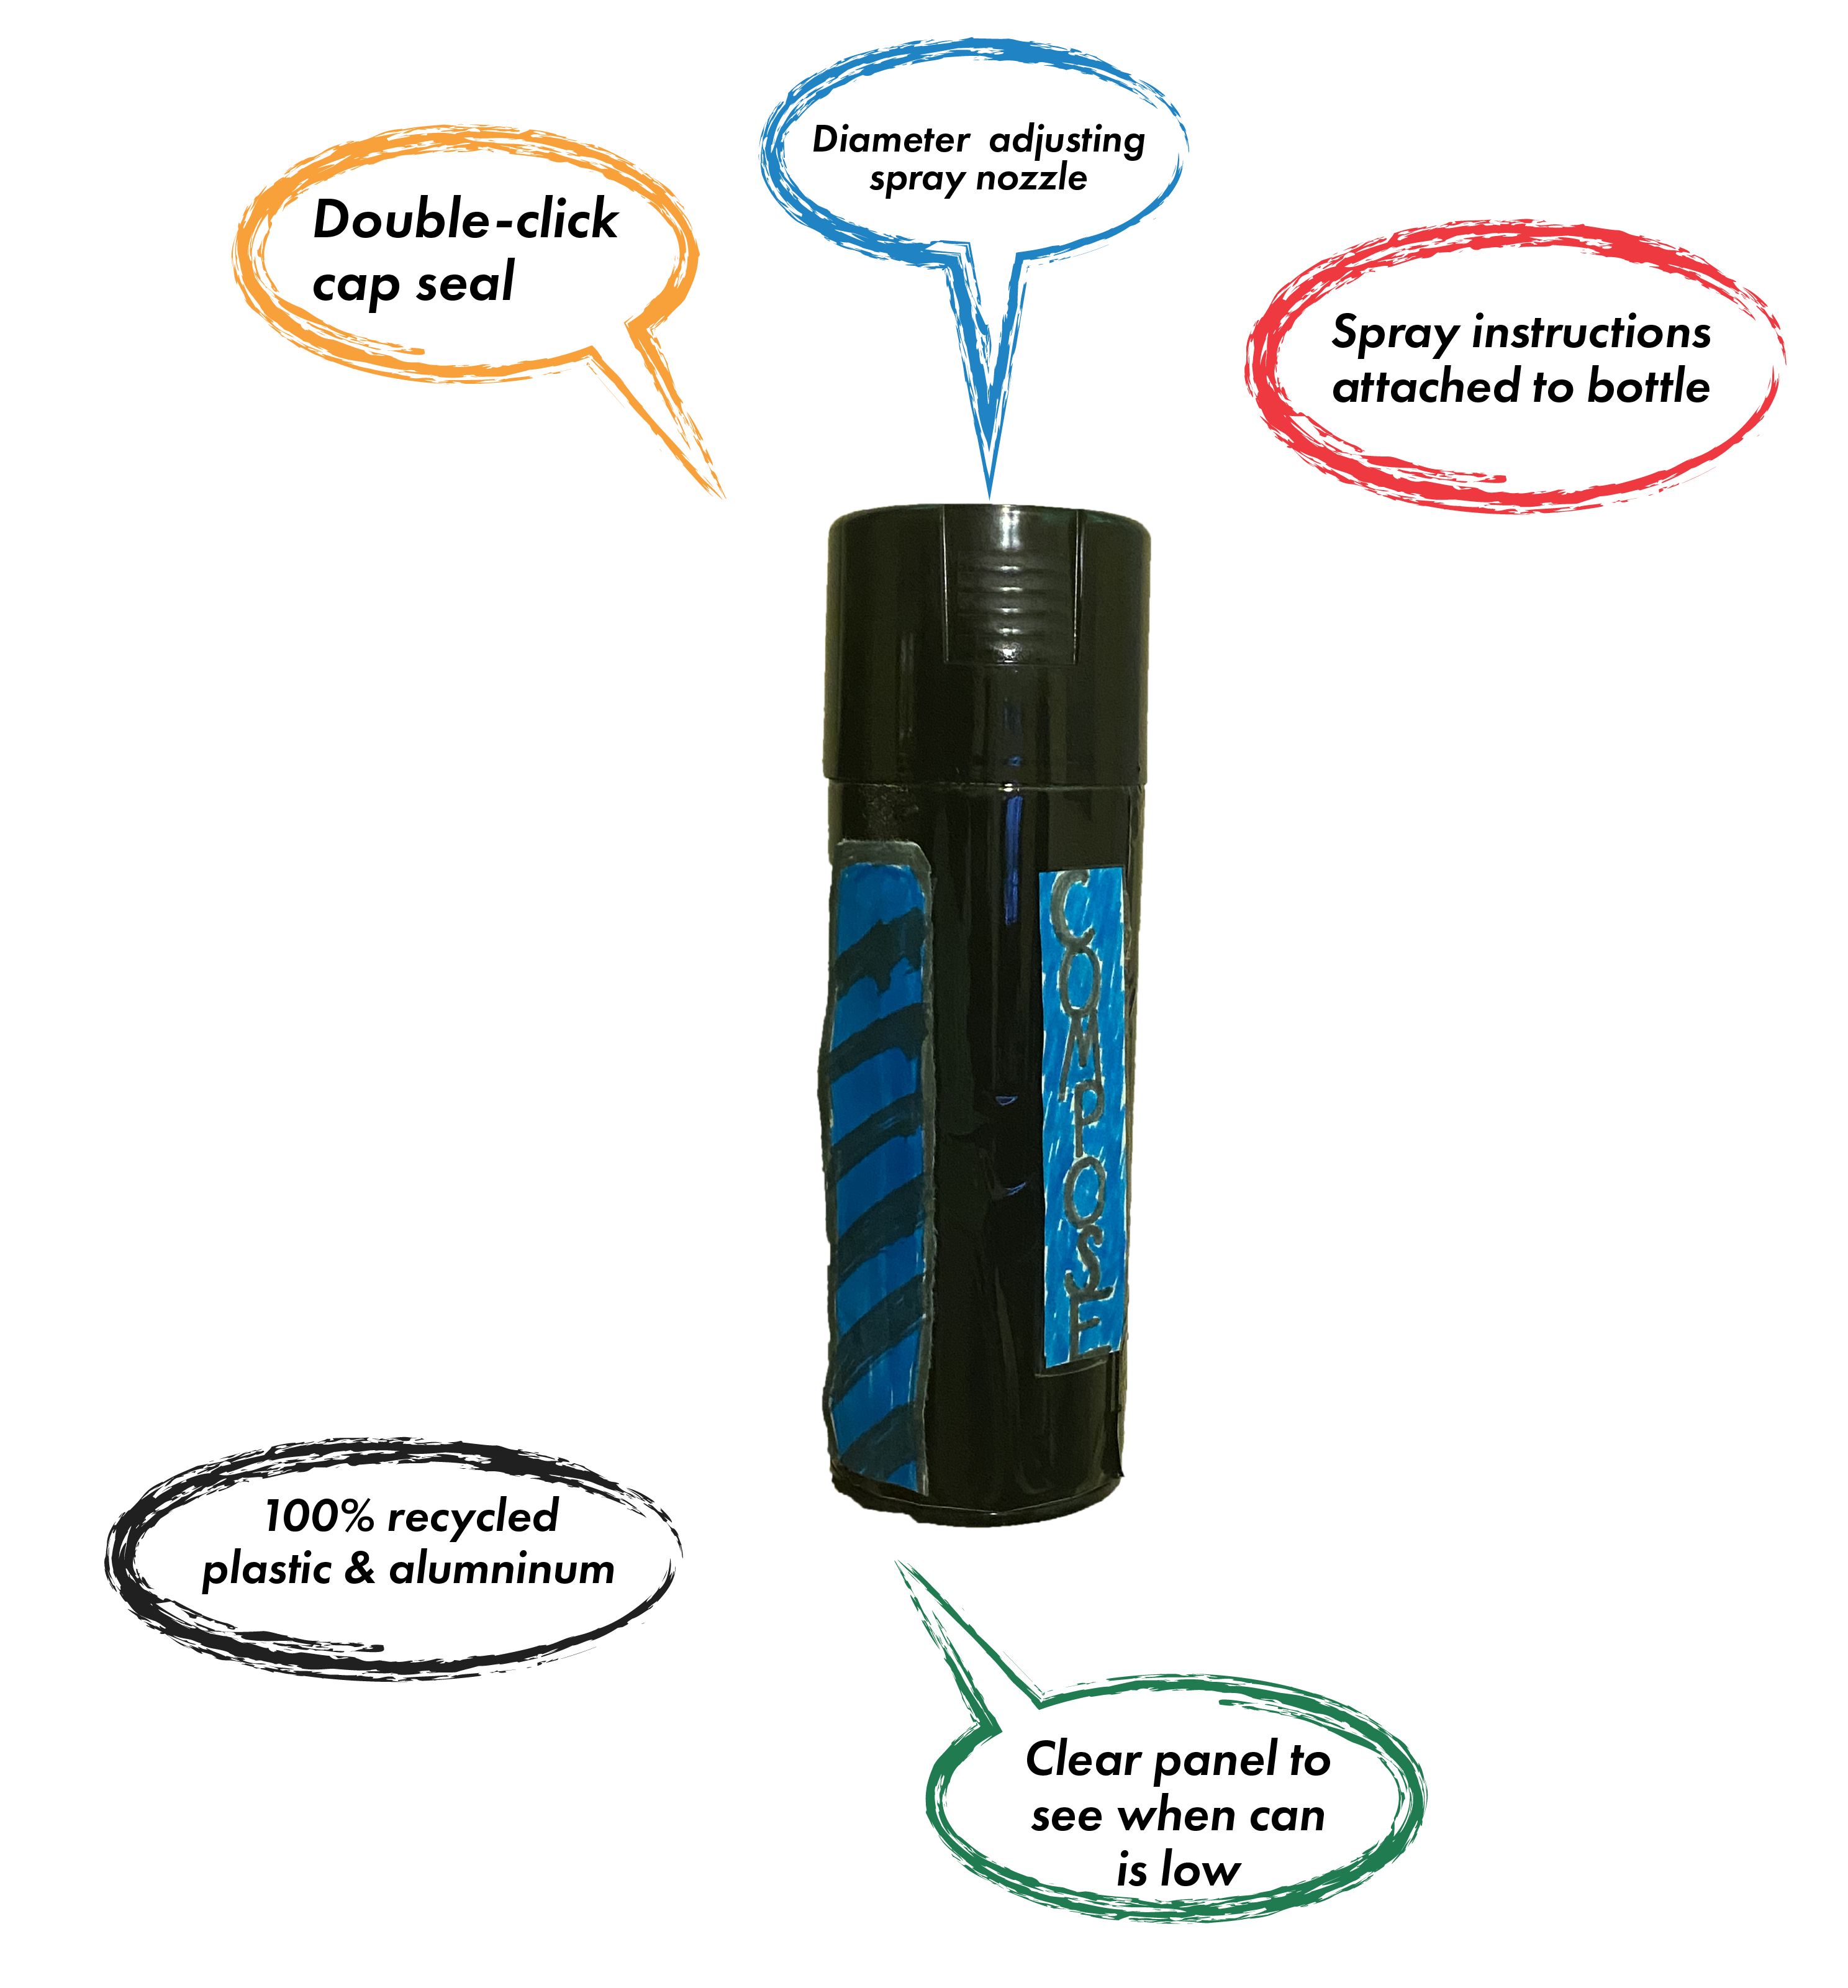 Diameter adjusting
spray nozzle
Double-click
cap seal
Spray instructions
attached to bottle
COMPOSE
100% recycled
plastic & alumninum
Clear panel to
see when can
is low